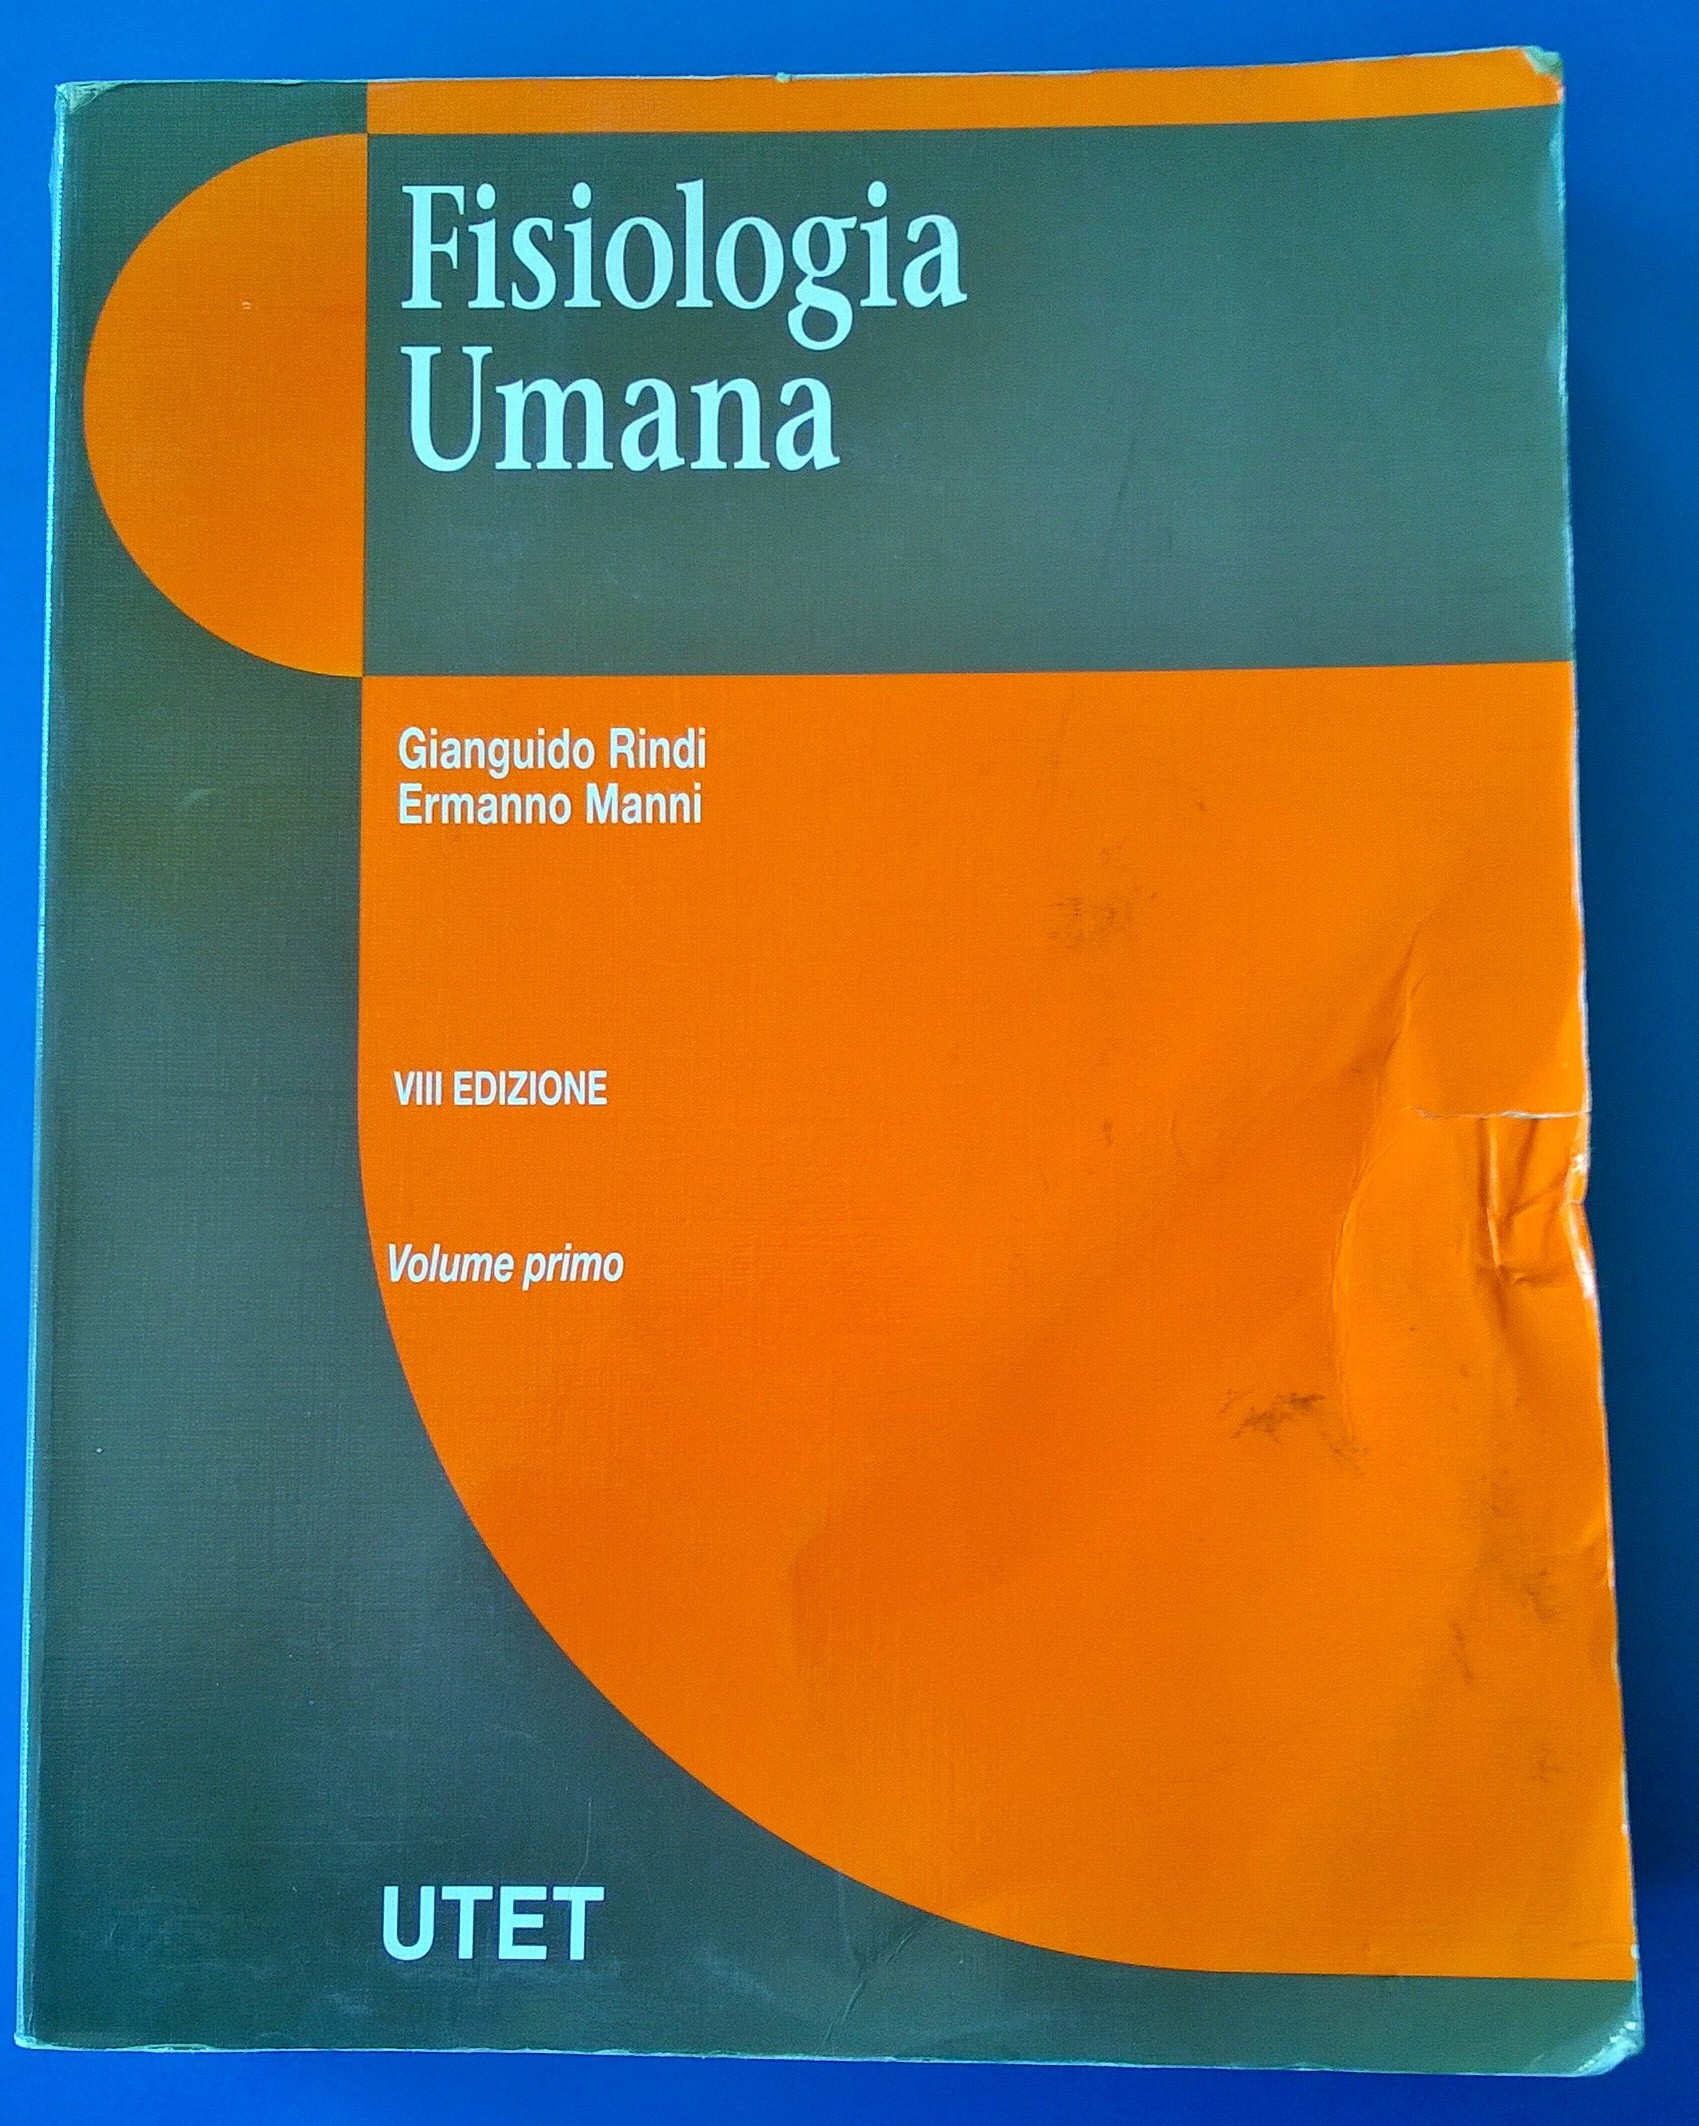 Fisiologia
Umana
Gianguido Rindi
Ermanno Manni
VIII EDIZIONE
Volume primo
UTET